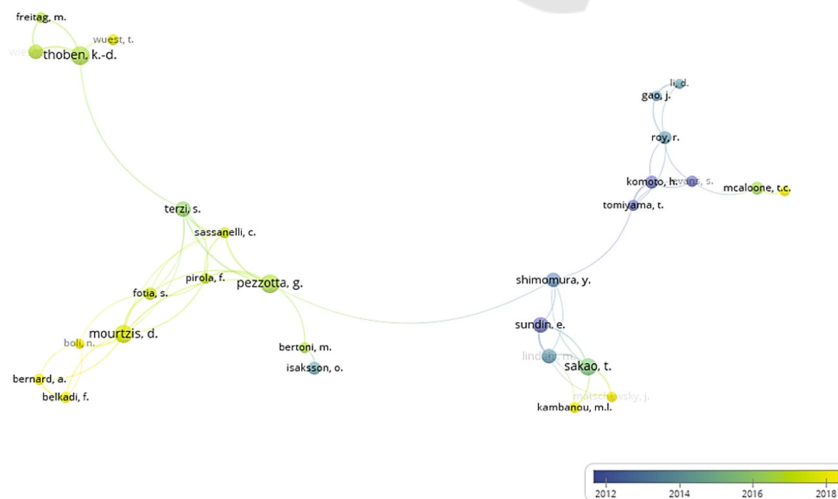 freitag, m.
wuest, t.
thoben, k.-d.
li, d.
gao, j.
roy, r.
komoto, h.
evans, s.
mcaloone, t.c.
tomiyama, t.
terzi, s.
sassanelli, c.
pirola, f.
pezzotta, g.
shimomura, y.
fotia, s.
mourtzis, d.
boli, n.
sundin, e.
bertoni, m.
isaksson, o.
sakao, t.
bernard, a.
belkadi, f.
kambanou, m.l.
2012
2014
2016
2018